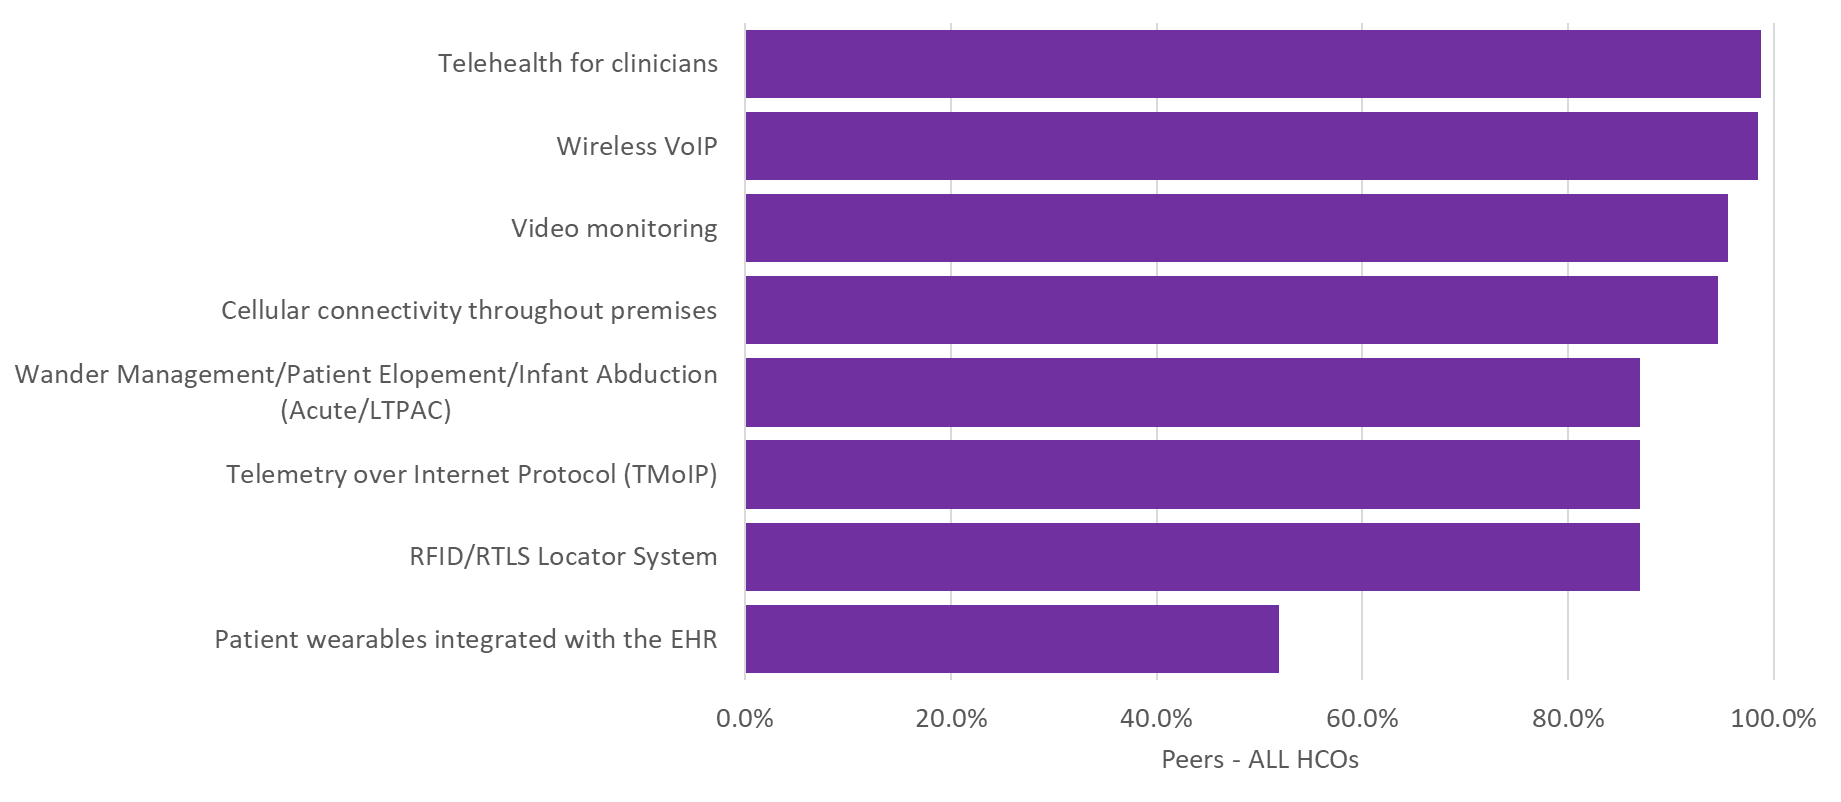 Telehealth for clinicians
Wireless VoIP
Video monitoring
Cellular connectivity throughout premises
Wander Management/Patient Elopement/Infant Abduction
(Acute/LTPAC)
Telemetry over Internet Protocol (TMoIP)
RFID/RTLS Locator System
Patient wearables integrated with the EHR
0.0% 20.0% 40.0% 60.0% 80.0% 100.0%
Peers - ALL HCOs